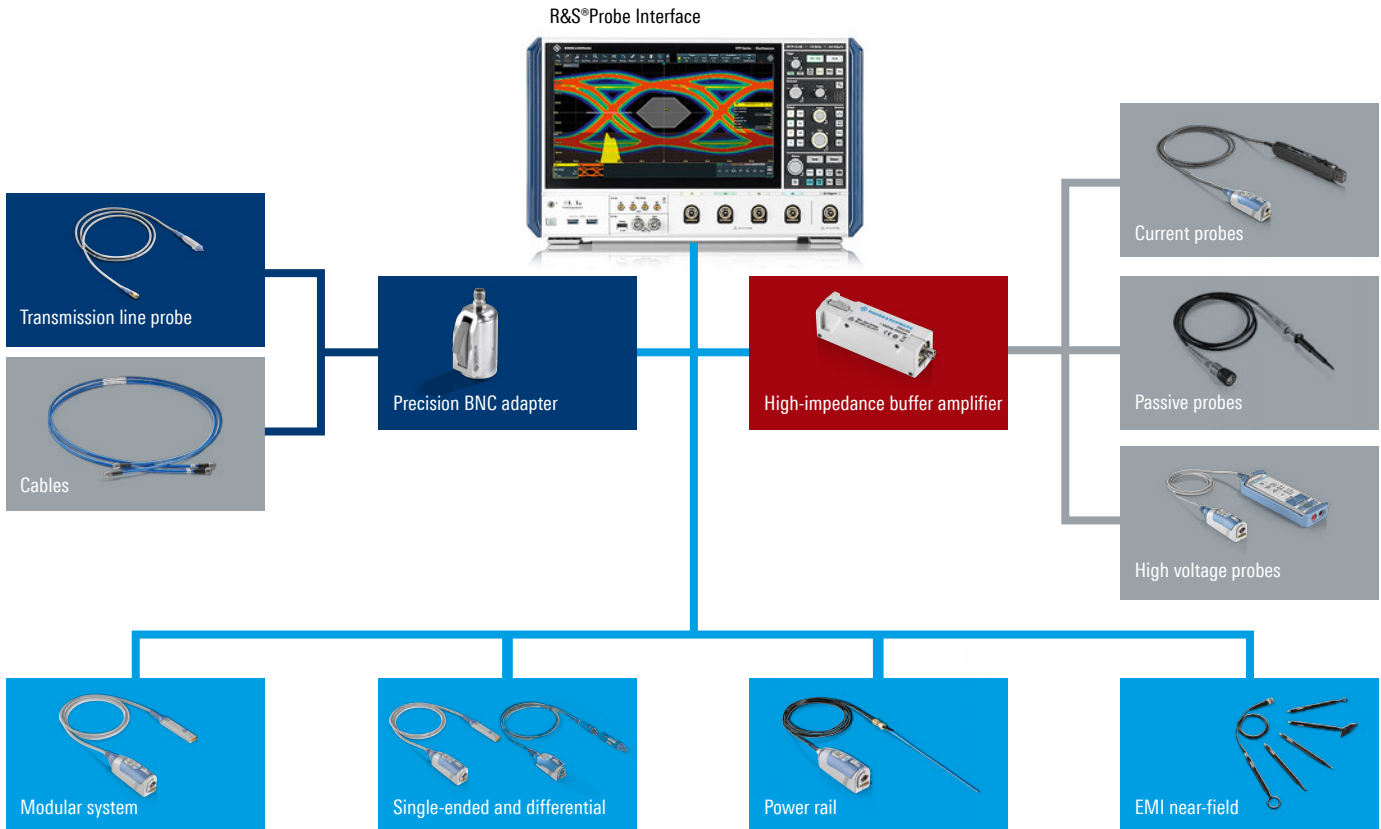 R&S®Probe Interface
Current probes
Transmission line probe
Precision BNC adapter
High-impedance buffer amplifier
Passive probes
Cables
High voltage probes
Modular system
Single-ended and differential
Power rail
EMI near-field